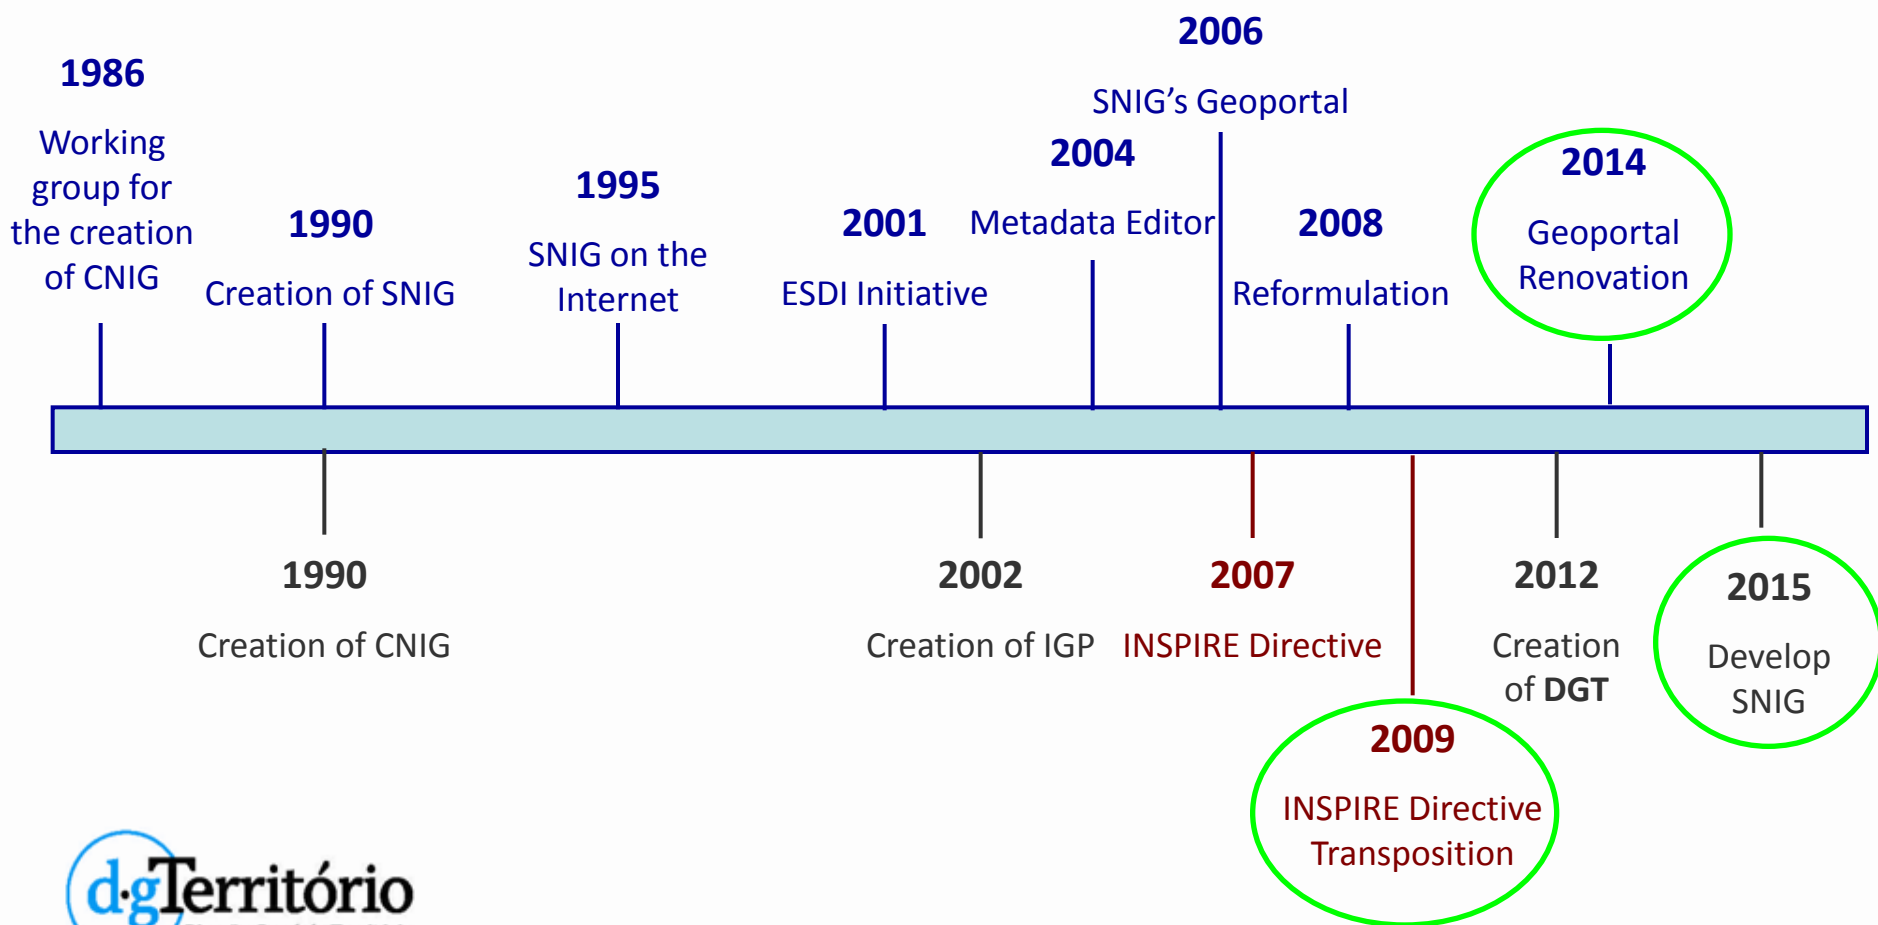 1986
Working
group for
the creation
of CNIG
1990
Creation of SNIG
1995
SNIG on the
Internet
2001
ESDI Initiative
2004
Metadata Editor
2006
SNIG’s Geoportal
2008
Reformulation
2014
Geoportal
Renovation
1990
Creation of CNIG
2002
Creation of IGP
2007
INSPIRE Directive
2009
INSPIRE Directive
Transposition
2012
Creation
of DGT
2015
Develop
SNIG
d·gTerritório